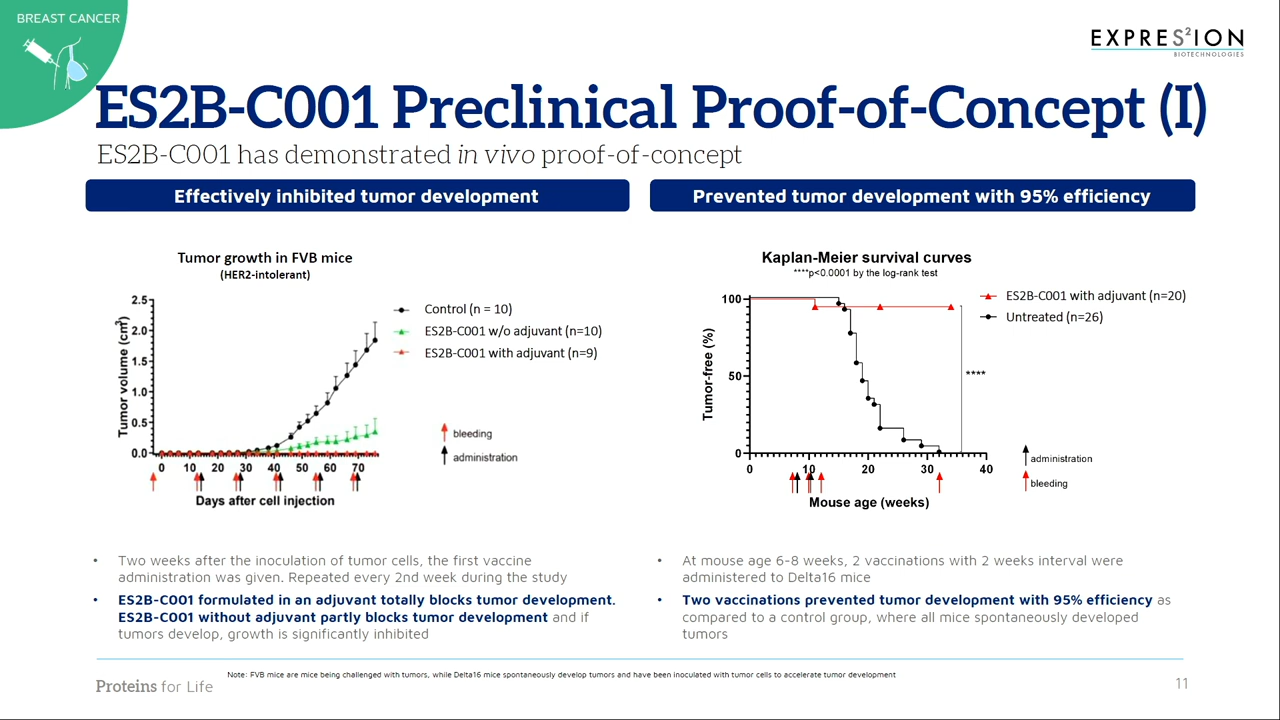 BREAST CANCER
EXPRES²ION
BIOTECHNOLOGIES
ES2B-C001 Preclinical Proof-of-Concept (I)
ES2B-C001 has demonstrated in vivo proof-of-concept
Effectively inhibited tumor development
Tumor growth in FVB mice
(HER2-intolerant)
Tumor volume (cm³)
2.5
2.0
1.5
1.0
0.5
0.0
0 10 20 30 40 50 60 70
Days after cell injection
Control (n = 10)
ES2B-C001 w/o adjuvant (n=10)
ES2B-C001 with adjuvant (n=9)
bleeding
administration
• Two weeks after the inoculation of tumor cells, the first vaccine
administration was given. Repeated every 2nd week during the study
• ES2B-C001 formulated in an adjuvant totally blocks tumor development.
ES2B-C001 without adjuvant partly blocks tumor development and if
tumors develop, growth is significantly inhibited
Prevented tumor development with 95% efficiency
Kaplan-Meier survival curves
****p<0.0001 by the log-rank test
Tumor-free (%)
100
50
0
0 10 20 30 40
Mouse age (weeks)
ES2B-C001 with adjuvant (n=20)
Untreated (n=26)
****
administration
bleeding
• At mouse age 6-8 weeks, 2 vaccinations with 2 weeks interval were
administered to Delta16 mice
• Two vaccinations prevented tumor development with 95% efficiency as
compared to a control group, where all mice spontaneously developed
tumors
Proteins for Life
Note: FVB mice are mice being challenged with tumors, while Delta16 mice spontaneously develop tumors and have been inoculated with tumor cells to accelerate tumor development
11